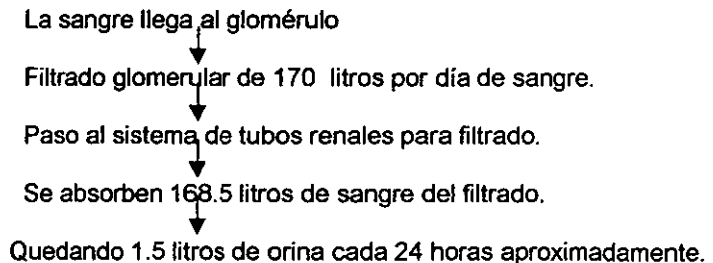 La sangre llega al glomérulo
Filtrado glomerular de 170 litros por día de sangre.
Paso al sistema de tubos renales para filtrado.
Se absorben 168.5 litros de sangre del filtrado.
Quedando 1.5 litros de orina cada 24 horas aproximadamente.